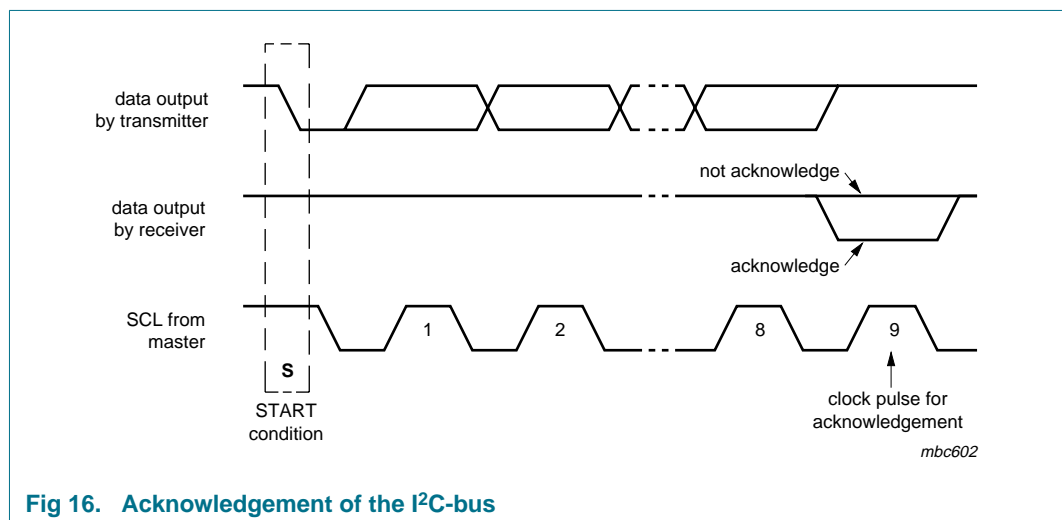 data output
by transmitter
not acknowledge
data output
by receiver
acknowledge
SCL from
master
1
2
8
9
S
START
condition
clock pulse for
acknowledgement
mbc602
Fig 16. Acknowledgement of the I²C-bus